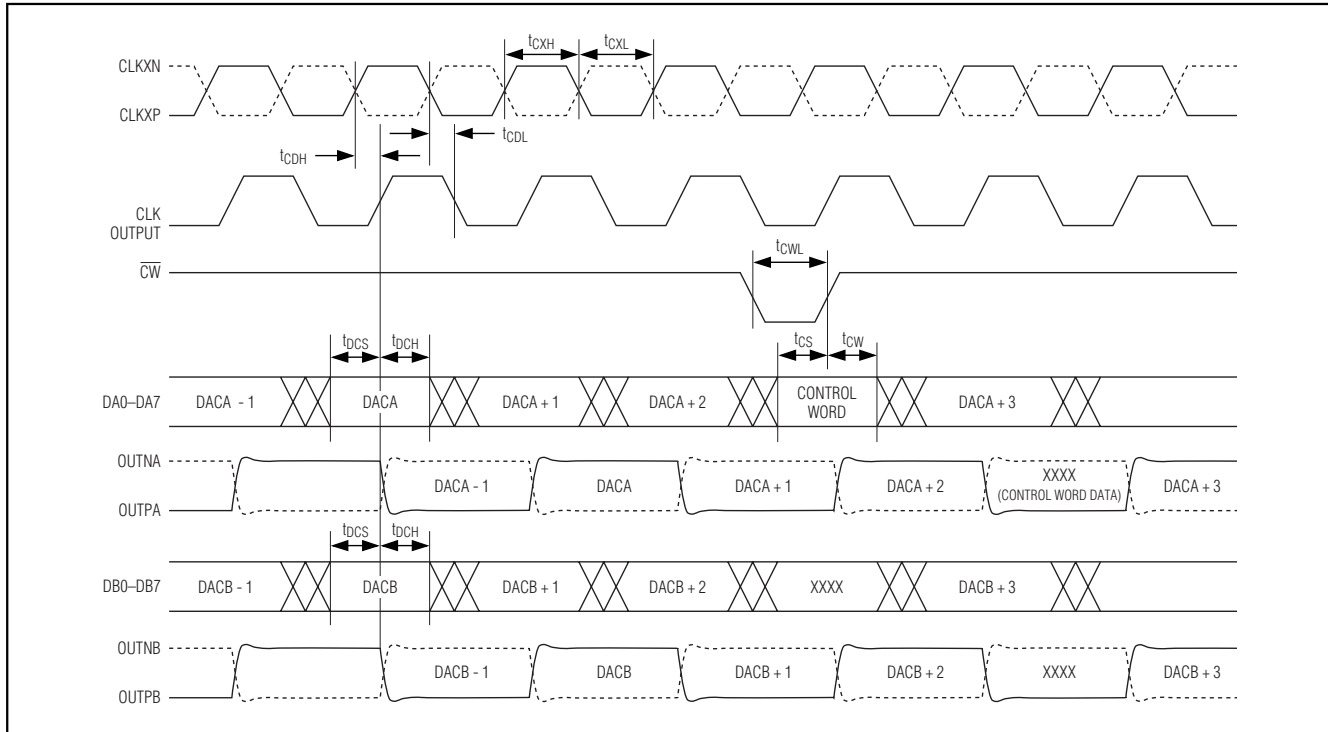 tCXH tCXL
CLKXN
CLKXP
tCDL
tCDH
CLK
OUTPUT
tCWL
CW
tDCS tDCH tCS tCW
DA0–DA7 DACA - 1 DACA DACA + 1 DACA + 2 CONTROL WORD DACA + 3
OUTNA
DACA - 1 DACA DACA + 1 DACA + 2 XXXX (CONTROL WORD DATA) DACA + 3
OUTPA
tDCS tDCH
DB0–DB7 DACB - 1 DACB DACB + 1 DACB + 2 XXXX DACB + 3
OUTNB
DACB - 1 DACB DACB + 1 DACB + 2 XXXX DACB + 3
OUTPB